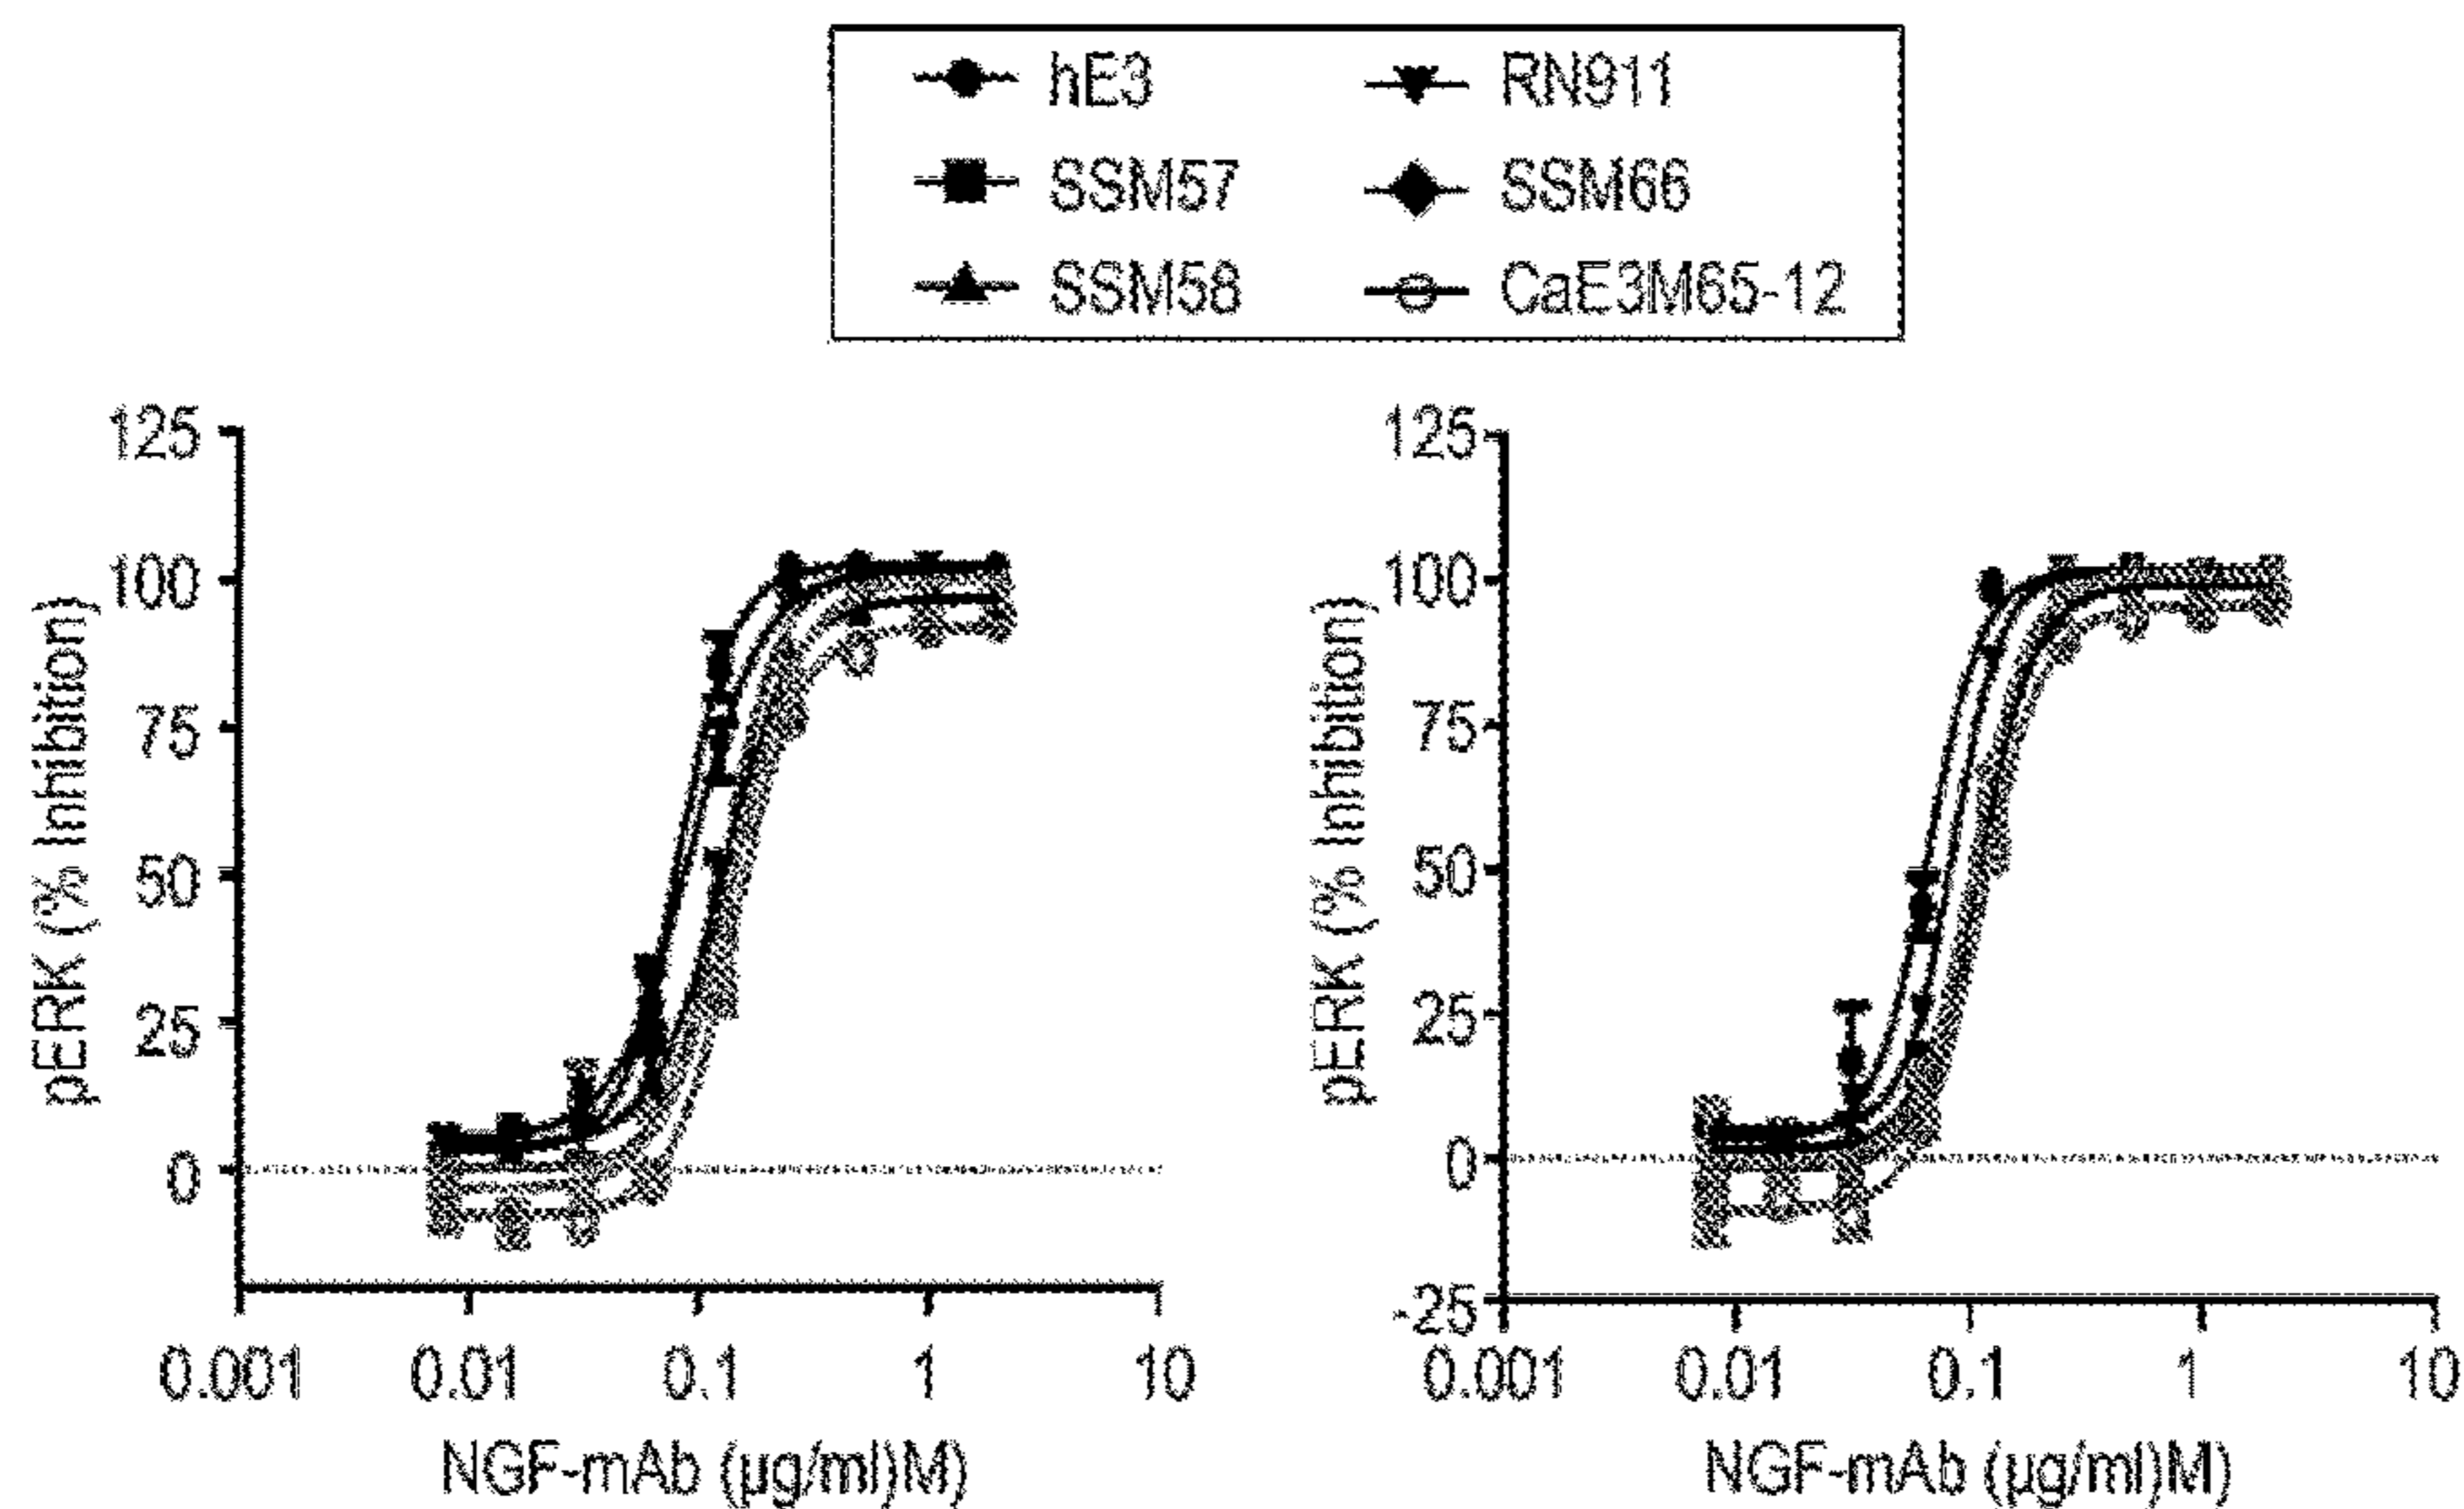 hE3 RN911
SSM57 SSM66
SSM58 CaE3M65-12
pERK (% Inhibition)
125
100
75
50
25
0
0.001 0.01 0.1 1 10
NGF-mAb (µg/ml)M)
pERK (% Inhibition)
125
100
75
50
25
0
-25
0.001 0.01 0.1 1 10
NGF-mAb (µg/ml)M)